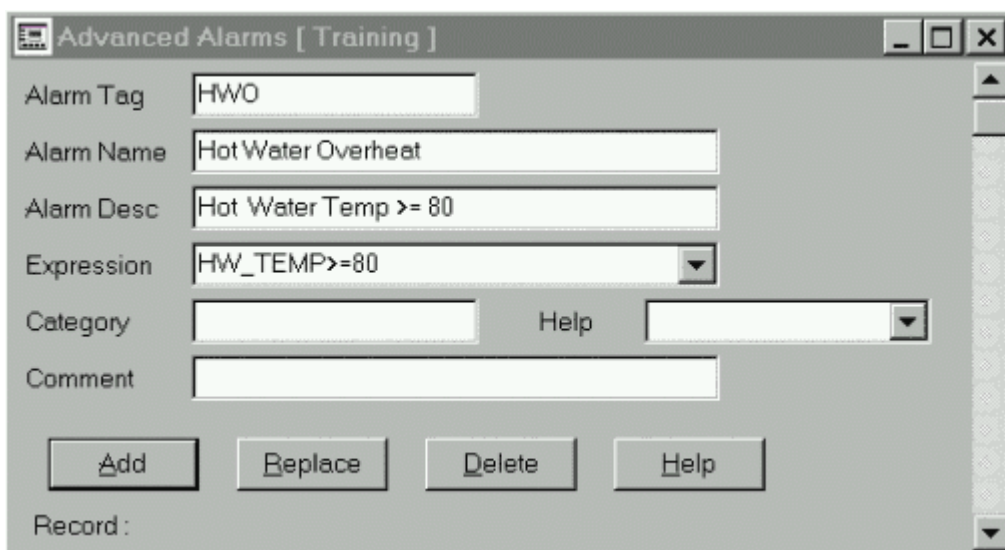 Advanced Alarms [ Training ]
Alarm Tag HWO
Alarm Name Hot Water Overheat
Alarm Desc Hot Water Temp >= 80
Expression HW_TEMP>=80
Category Help
Comment
Add Replace Delete Help
Record :